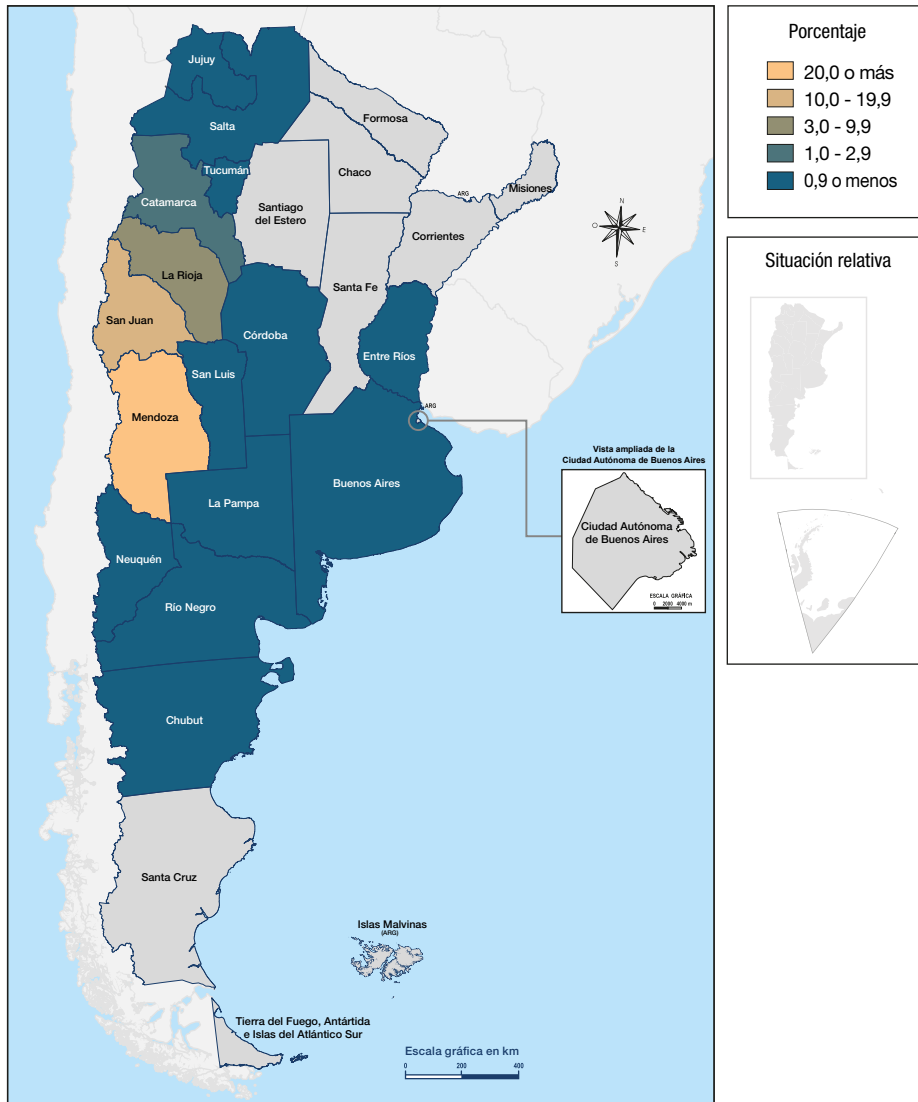 Jujuy
Salta
Formosa
Tucumán
Chaco
Misiones
ARG
Catamarca
Santiago
del Estero
Corrientes
N
O
E
S
La Rioja
Santa Fe
San Juan
Córdoba
Entre Ríos
San Luis
Mendoza
ARG
Buenos Aires
La Pampa
Neuquén
Río Negro
Chubut
Santa Cruz
Vista ampliada de la
Ciudad Autónoma de Buenos Aires
Ciudad Autónoma
de Buenos Aires
ESCALA GRÁFICA
0 2000 4000 m
Islas Malvinas
(ARG)
Tierra del Fuego, Antártida
e Islas del Atlántico Sur
Escala gráfica en km
0 200 400
Porcentaje
20,0 o más
10,0 - 19,9
3,0 - 9,9
1,0 - 2,9
0,9 o menos
Situación relativa